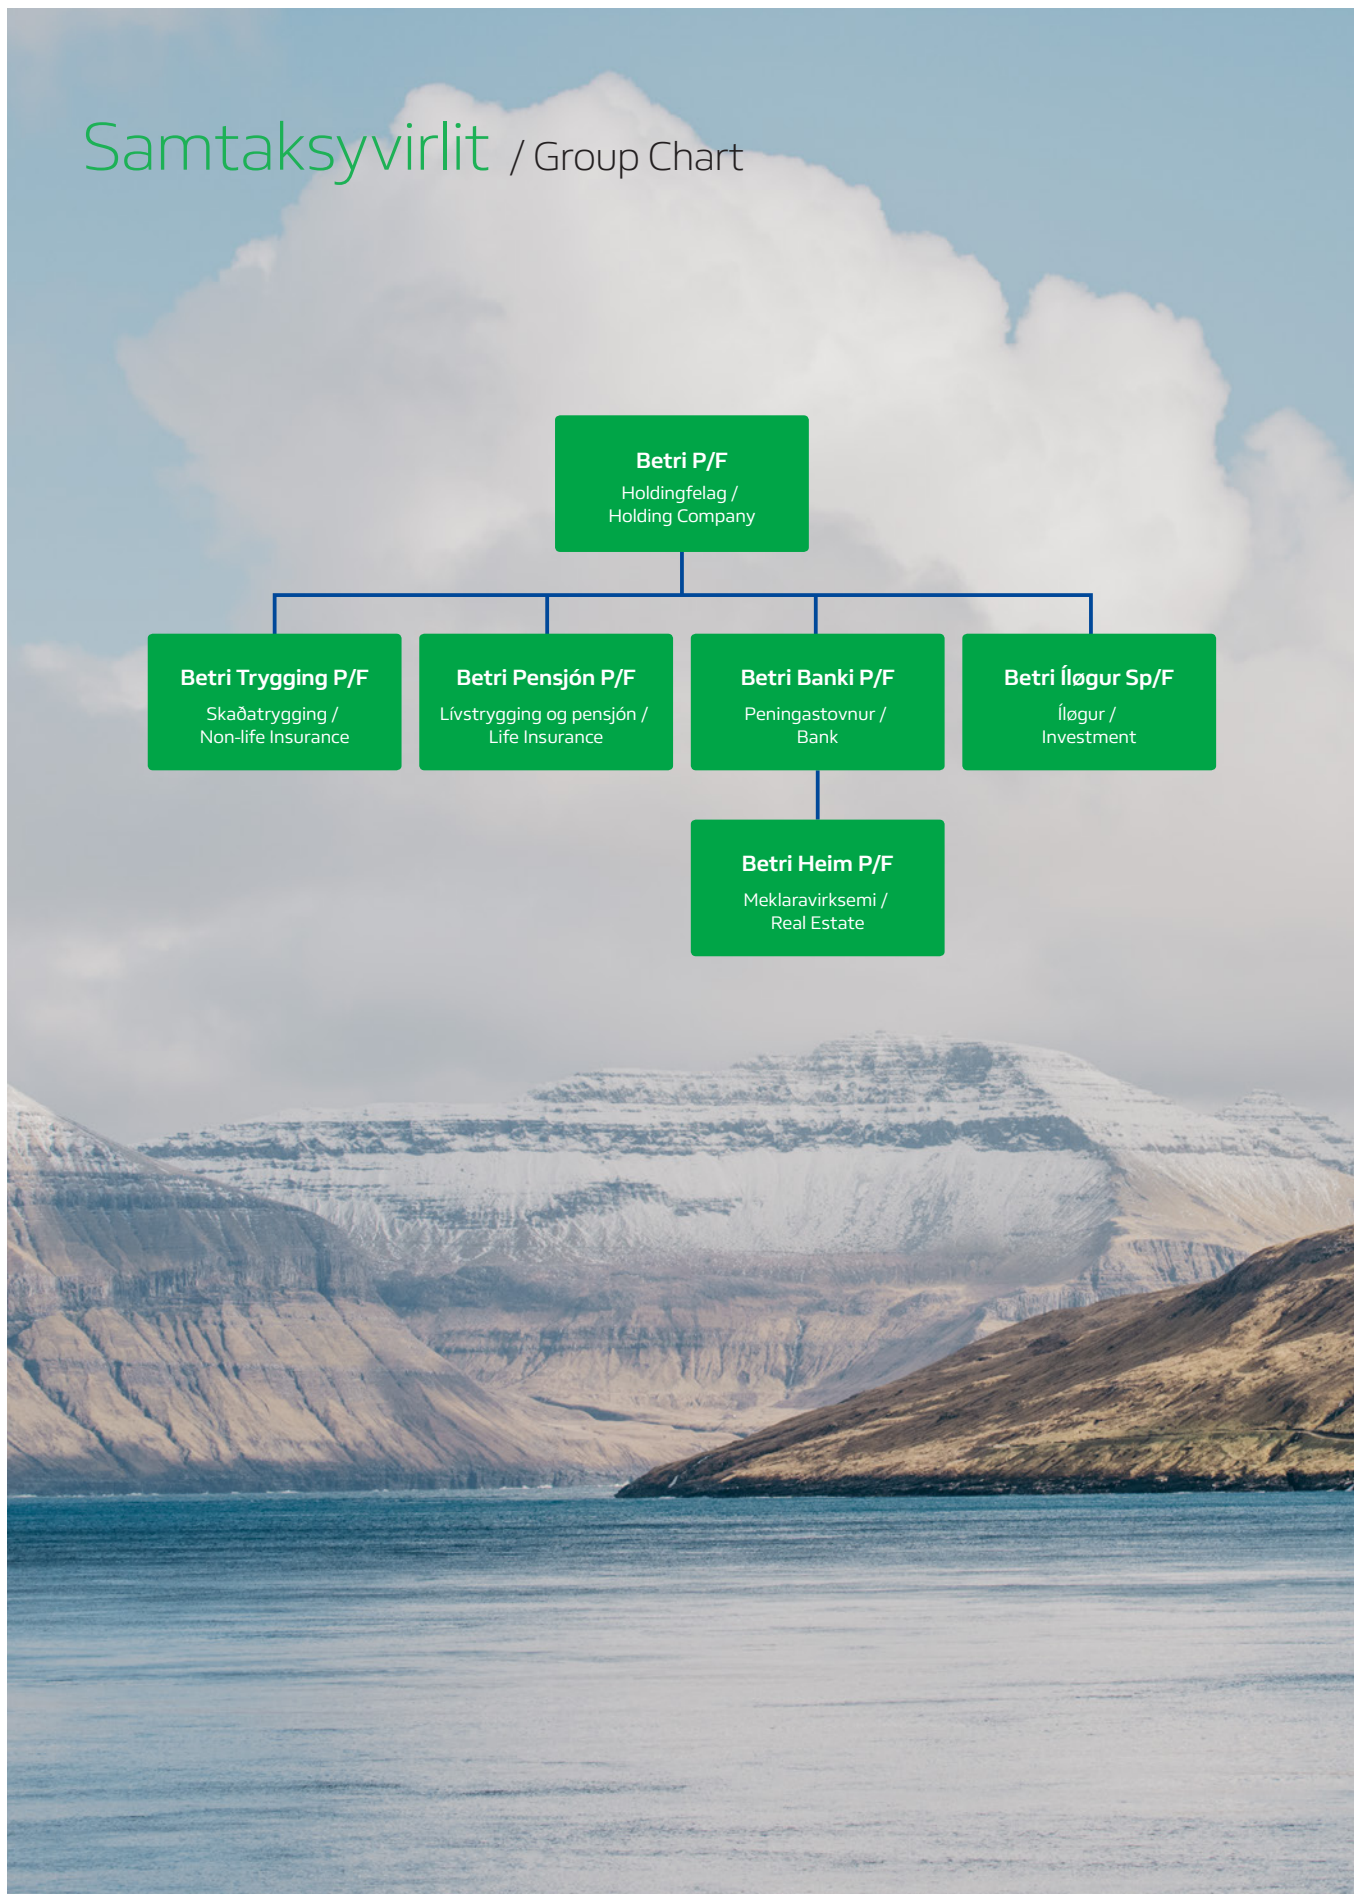 Samtaksyvirlit / Group Chart
Betri P/F
Holdingfelag /
Holding Company
Betri Trygging P/F
Skaðatrygging /
Non-life Insurance
Betri Pensjón P/F
Lívstrygging og pensjón /
Life Insurance
Betri Banki P/F
Peningastovnur /
Bank
Betri Íløgur Sp/F
Íløgur /
Investment
Betri Heim P/F
Meklaravirksemi /
Real Estate